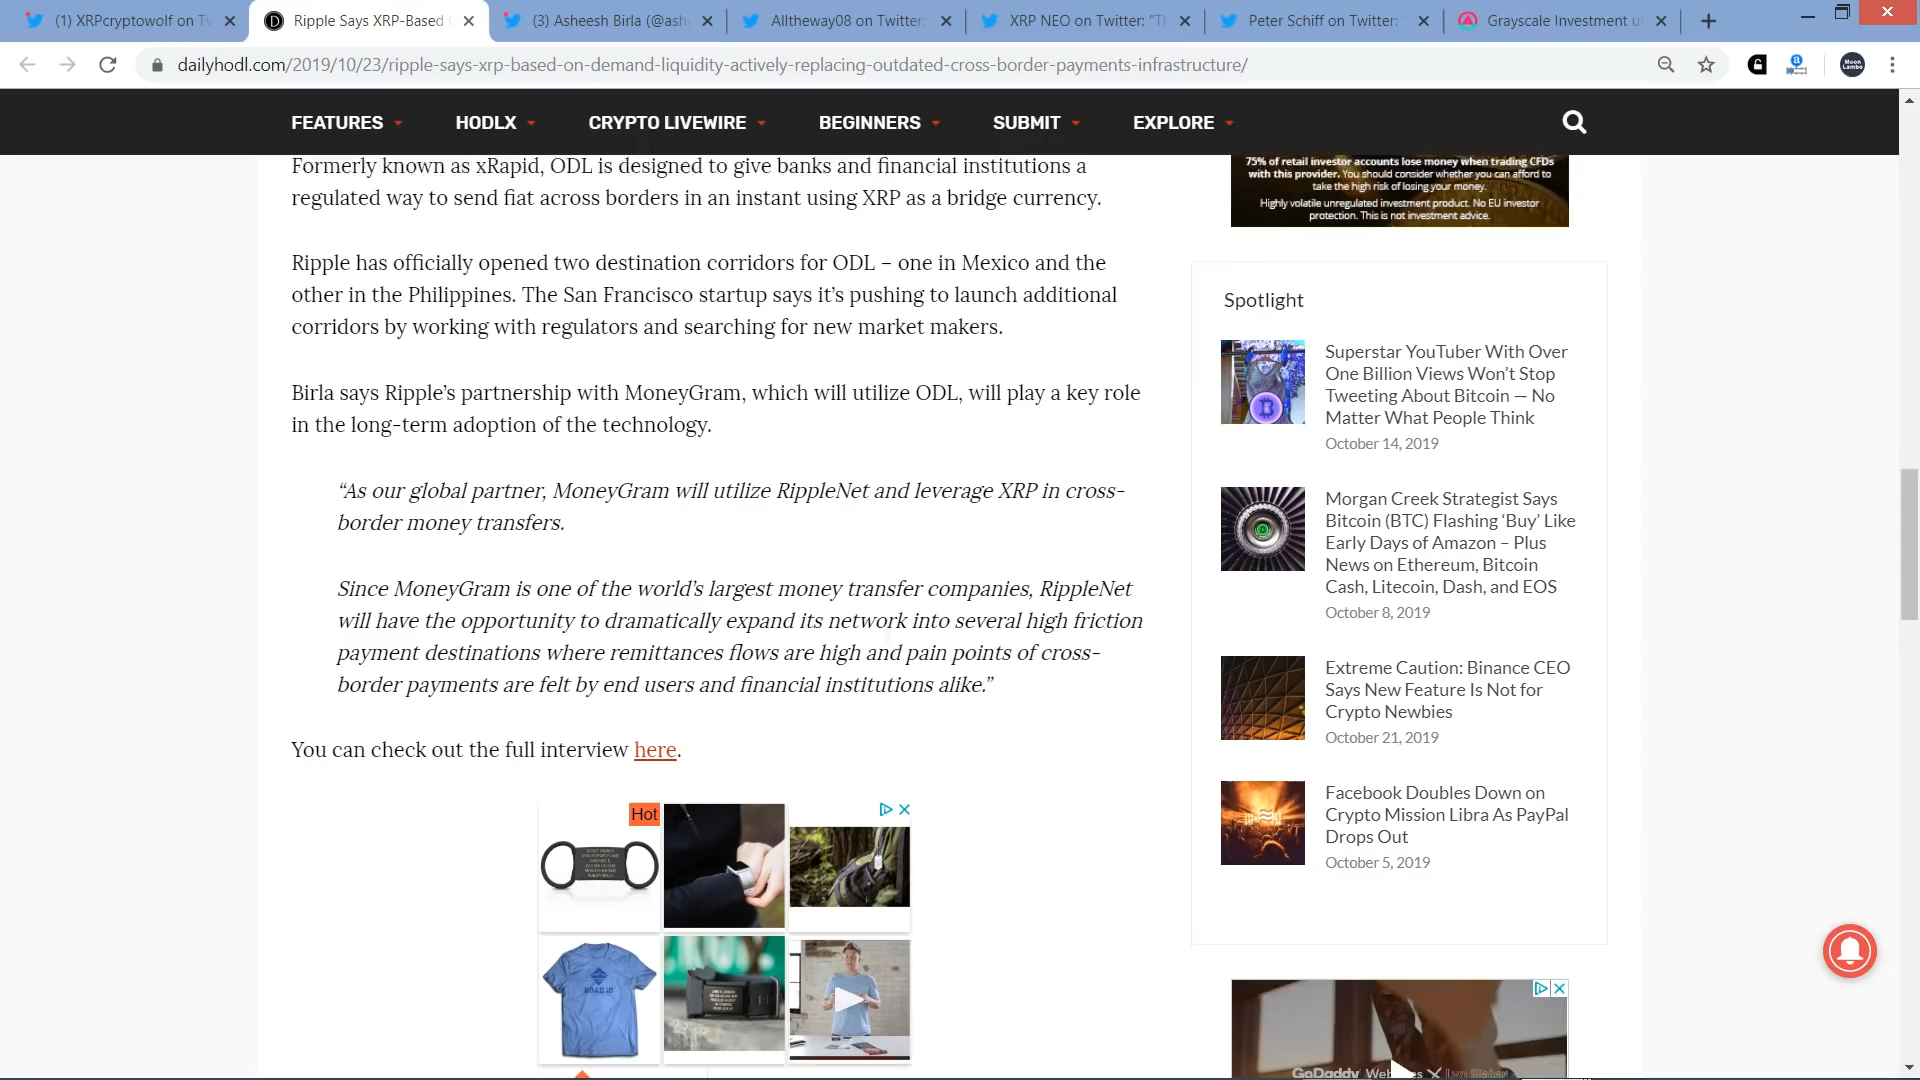 (1) XRPcryptowolf on Tw
Ripple Says XRP-Based
(3) Asheesh Birla (@ash
Alltheway08 on Twitter:
XRP NEO on Twitter: "Th
Peter Schiff on Twitter:
Grayscale Investment u
dailyhodl.com/2019/10/23/ripple-says-xrp-based-on-demand-liquidity-actively-replacing-outdated-cross-border-payments-infrastructure/
Moon
Lambo
FEATURES HODLX CRYPTO LIVEWIRE BEGINNERS SUBMIT EXPLORE
Formerly known as xRapid, ODL is designed to give banks and financial institutions a
regulated way to send fiat across borders in an instant using XRP as a bridge currency.
Ripple has officially opened two destination corridors for ODL – one in Mexico and the
other in the Philippines. The San Francisco startup says it’s pushing to launch additional
corridors by working with regulators and searching for new market makers.
Birla says Ripple’s partnership with MoneyGram, which will utilize ODL, will play a key role
in the long-term adoption of the technology.
“As our global partner, MoneyGram will utilize RippleNet and leverage XRP in cross-
border money transfers.
Since MoneyGram is one of the world’s largest money transfer companies, RippleNet
will have the opportunity to dramatically expand its network into several high friction
payment destinations where remittances flows are high and pain points of cross-
border payments are felt by end users and financial institutions alike.”
You can check out the full interview here.
Hot
ROAD iD
75% of retail investor accounts lose money when trading CFDs
with this provider. You should consider whether you can afford to
take the high risk of losing your money.
Highly volatile unregulated investment product. No EU investor
protection. This is not investment advice.
Spotlight
Superstar YouTuber With Over
One Billion Views Won’t Stop
Tweeting About Bitcoin — No
Matter What People Think
October 14, 2019
Morgan Creek Strategist Says
Bitcoin (BTC) Flashing ‘Buy’ Like
Early Days of Amazon – Plus
News on Ethereum, Bitcoin
Cash, Litecoin, Dash, and EOS
October 8, 2019
Extreme Caution: Binance CEO
Says New Feature Is Not for
Crypto Newbies
October 21, 2019
Facebook Doubles Down on
Crypto Mission Libra As PayPal
Drops Out
October 5, 2019
GoDaddy